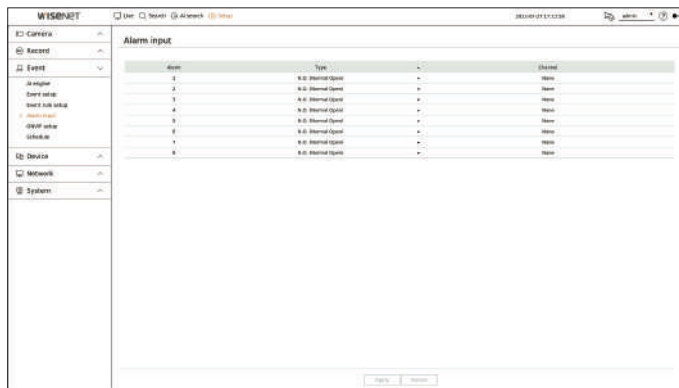 WISENET
Live Search AI search Setup
admin
Camera
Record
Event
AI engine
Event setup
Event rule setup
Alarm input
ONVIF setup
Schedule
Device
Network
System
Alarm input
Alarm Type Channel
1 N.O. (Normal Open) None
2 N.O. (Normal Open) None
3 N.O. (Normal Open) None
4 N.O. (Normal Open) None
5 N.O. (Normal Open) None
6 N.O. (Normal Open) None
7 N.O. (Normal Open) None
8 N.O. (Normal Open) None
Apply